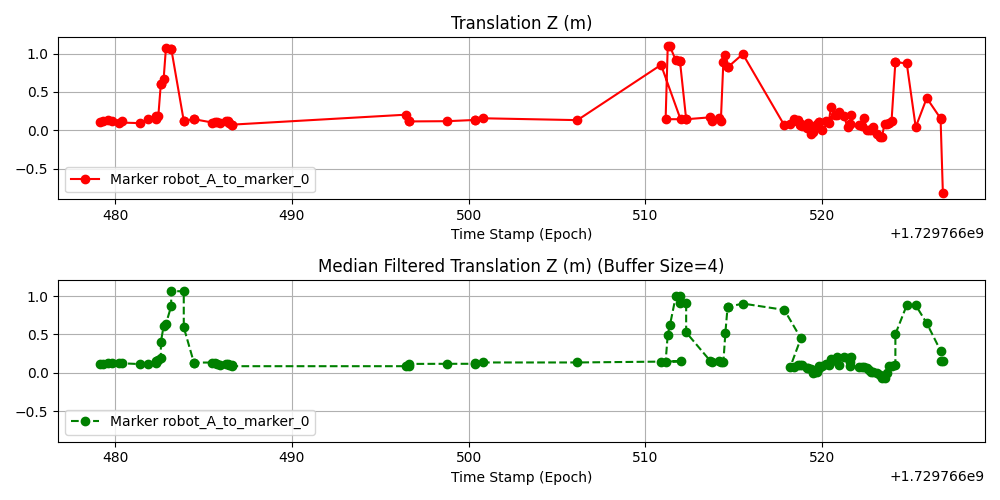 Translation Z (m)
1.0
0.5
0.0
−0.5
Marker robot_A_to_marker_0
480 490 500 510 520
Time Stamp (Epoch)
+1.729766e9
Median Filtered Translation Z (m) (Buffer Size=4)
1.0
0.5
0.0
−0.5
Marker robot_A_to_marker_0
480 490 500 510 520
Time Stamp (Epoch)
+1.729766e9